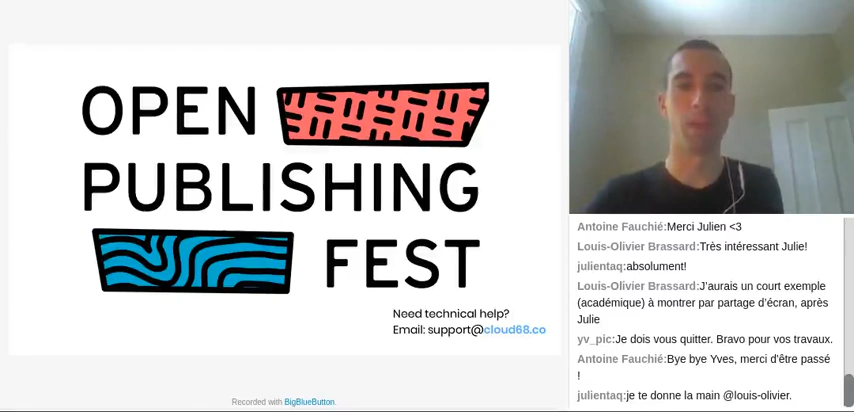 OPEN
PUBLISHING
FEST
Need technical help?
Email: support@cloud68.co
Recorded with BigBlueButton.
Antoine Fauchié:Merci Julien <3
Louis-Olivier Brassard:Très intéressant Julie!
julientaq:absolument!
Louis-Olivier Brassard:J’aurais un court exemple
(académique) à montrer par partage d’écran, après
Julie
yv_pic:Je dois vous quitter. Bravo pour vos travaux.
Antoine Fauchié:Bye bye Yves, merci d'être passé
!
julientaq:je te donne la main @louis-olivier.